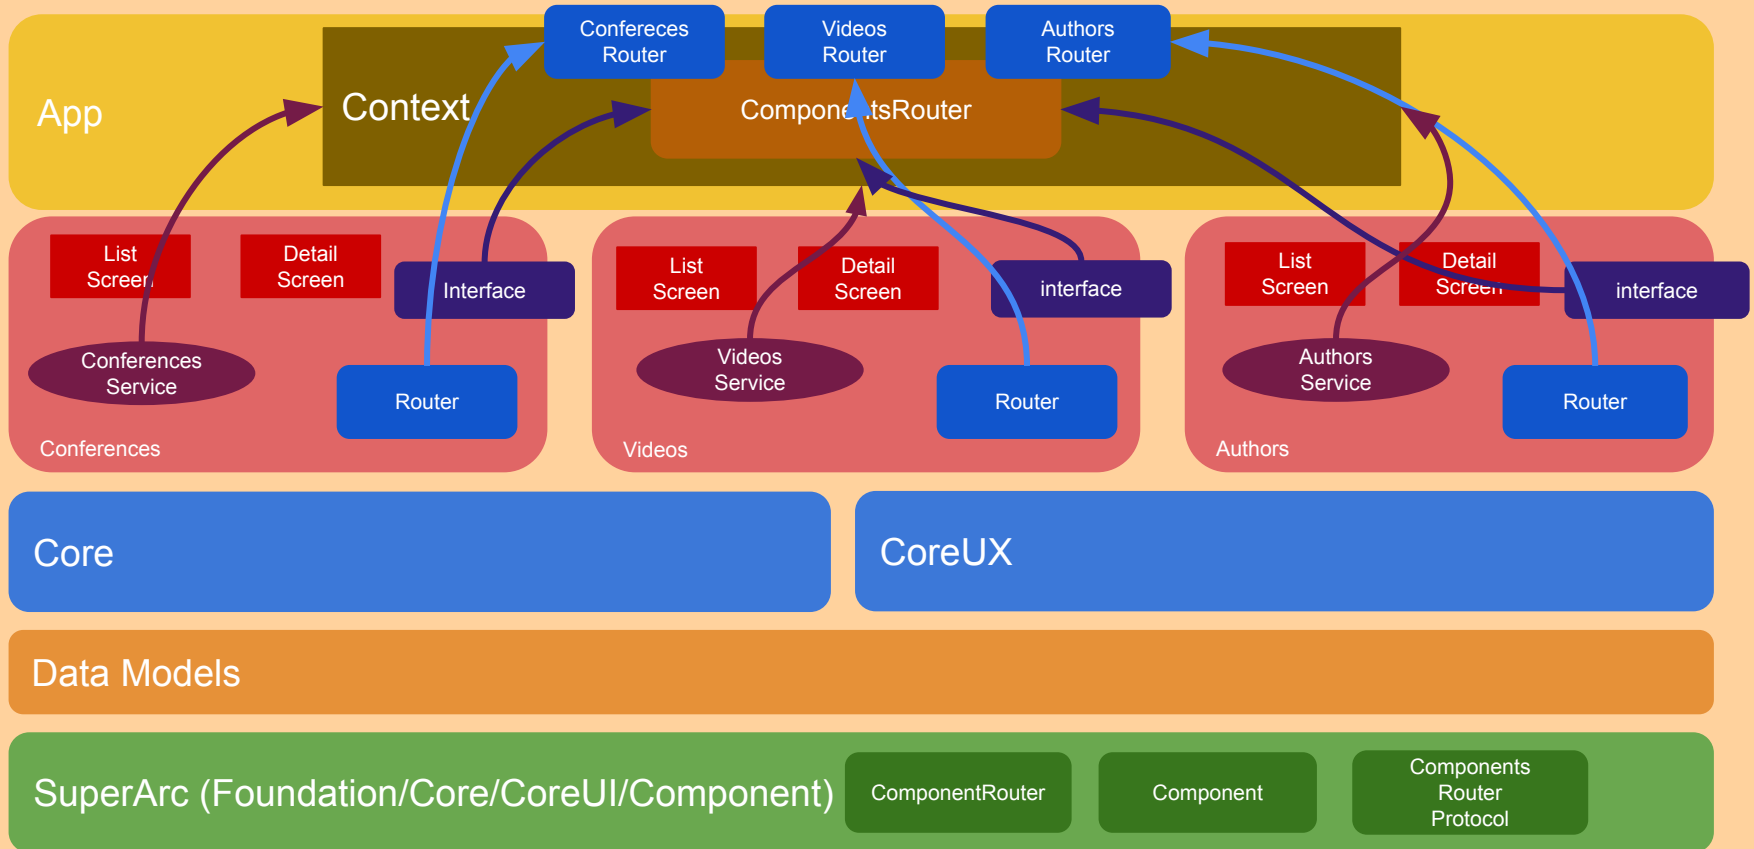 Confereces
Router
Videos
Router
Authors
Router
App
Context
ComponentsRouter
List
Screen
Detail
Screen
Interface
Conferences
Service
Router
Conferences
List
Screen
Detail
Screen
interface
Videos
Service
Router
Videos
List
Screen
Detail
Screen
interface
Authors
Service
Router
Authors
Core
CoreUX
Data Models
SuperArc (Foundation/Core/CoreUI/Component)
ComponentRouter
Component
Components
Router
Protocol